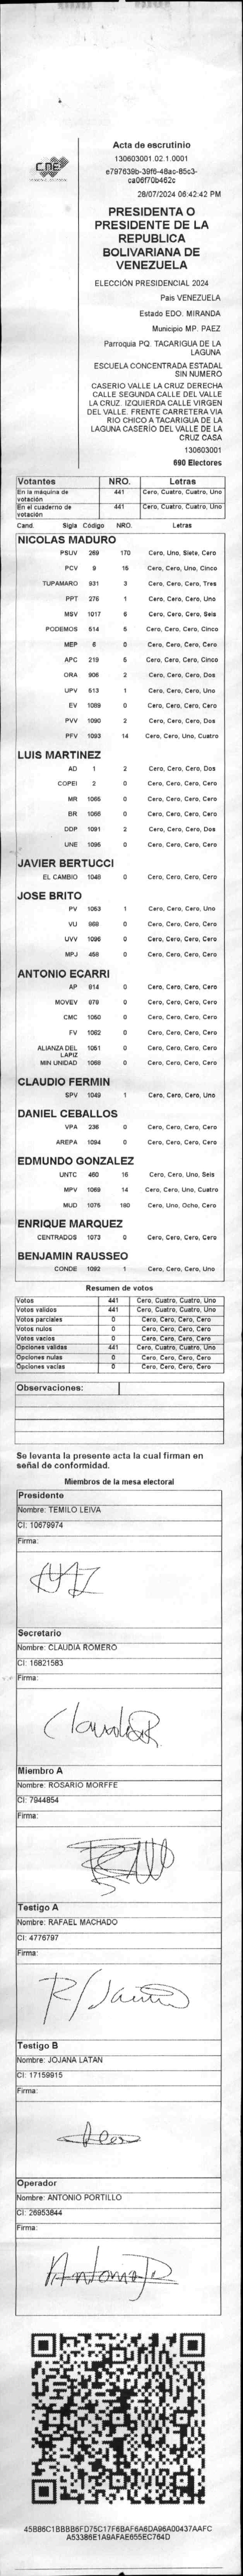 CNE
Acta de escrutinio
130603001.02.1.0001
e797639b-39f6-48ac-85c3-
ca06f70b462c
28/07/2024 06:42:42 PM
PRESIDENTA O
PRESIDENTE DE LA
REPUBLICA
BOLIVARIANA DE
VENEZUELA
ELECCIÓN PRESIDENCIAL 2024
Pais VENEZUELA
Estado EDO. MIRANDA
Municipio MP. PAEZ
Parroquia PQ. TACARIGUA DE LA
LAGUNA
ESCUELA CONCENTRADA ESTADAL
SIN NUMERO
CASERIO VALLE LA CRUZ DERECHA
CALLE SEGUNDA CALLE DEL VALLE
LA CRUZ. IZQUIERDA CALLE VIRGEN
DEL VALLE. FRENTE CARRETERA VIA
RIO CHICO A TACARIGUA DE LA
LAGUNA CASERIO DEL VALLE DE LA
CRUZ CASA
130603001
690 Electores
Votantes NRO. Letras
En la máquina de votación 441 Cero, Cuatro, Cuatro, Uno
En el cuaderno de votación 441 Cero, Cuatro, Cuatro, Uno
Cand. Sigla Código NRO. Letras
NICOLAS MADURO
PSUV 269 170 Cero, Uno, Siete, Cero
PCV 9 15 Cero, Cero, Uno, Cinco
TUPAMARO 931 3 Cero, Cero, Cero, Tres
PPT 276 1 Cero, Cero, Cero, Uno
MSV 1017 6 Cero, Cero, Cero, Seis
PODEMOS 514 5 Cero, Cero, Cero, Cinco
MEP 6 0 Cero, Cero, Cero, Cero
APC 219 5 Cero, Cero, Cero, Cinco
ORA 906 2 Cero, Cero, Cero, Dos
UPV 513 1 Cero, Cero, Cero, Uno
EV 1089 0 Cero, Cero, Cero, Cero
PVV 1090 2 Cero, Cero, Cero, Dos
PFV 1093 14 Cero, Cero, Uno, Cuatro
LUIS MARTINEZ
AD 1 2 Cero, Cero, Cero, Dos
COPEI 2 0 Cero, Cero, Cero, Cero
MR 1065 0 Cero, Cero, Cero, Cero
BR 1066 0 Cero, Cero, Cero, Cero
DDP 1091 2 Cero, Cero, Cero, Dos
UNE 1095 0 Cero, Cero, Cero, Cero
JAVIER BERTUCCI
EL CAMBIO 1048 0 Cero, Cero, Cero, Cero
JOSE BRITO
PV 1053 1 Cero, Cero, Cero, Uno
VU 968 0 Cero, Cero, Cero, Cero
UVV 1096 0 Cero, Cero, Cero, Cero
MPJ 458 0 Cero, Cero, Cero, Cero
ANTONIO ECARRI
AP 914 0 Cero, Cero, Cero, Cero
MOVEV 979 0 Cero, Cero, Cero, Cero
CMC 1050 0 Cero, Cero, Cero, Cero
FV 1062 0 Cero, Cero, Cero, Cero
ALIANZA DEL LAPIZ 1051 0 Cero, Cero, Cero, Cero
MIN UNIDAD 1068 0 Cero, Cero, Cero, Cero
CLAUDIO FERMIN
SPV 1049 1 Cero, Cero, Cero, Uno
DANIEL CEBALLOS
VPA 236 0 Cero, Cero, Cero, Cero
AREPA 1094 0 Cero, Cero, Cero, Cero
EDMUNDO GONZALEZ
UNTC 460 16 Cero, Cero, Uno, Seis
MPV 1069 14 Cero, Cero, Uno, Cuatro
MUD 1075 180 Cero, Uno, Ocho, Cero
ENRIQUE MARQUEZ
CENTRADOS 1073 0 Cero, Cero, Cero, Cero
BENJAMIN RAUSSEO
CONDE 1092 1 Cero, Cero, Cero, Uno
Resumen de votos
Votos 441 Cero, Cuatro, Cuatro, Uno
Votos validos 441 Cero, Cuatro, Cuatro, Uno
Votos parciales 0 Cero, Cero, Cero, Cero
Votos nulos 0 Cero, Cero, Cero, Cero
Votos vacios 0 Cero, Cero, Cero, Cero
Opciones validas 441 Cero, Cuatro, Cuatro, Uno
Opciones nulas 0 Cero, Cero, Cero, Cero
Opciones vacias 0 Cero, Cero, Cero, Cero
Observaciones:
Se levanta la presente acta la cual firman en
señal de conformidad.
Miembros de la mesa electoral
Presidente
Nombre: TEMILO LEIVA
CI: 10679974
Firma:
Secretario
Nombre: CLAUDIA ROMERO
CI: 16821583
Firma:
ClaudiaR
Miembro A
Nombre: ROSARIO MORFFE
CI: 7944854
Firma:
Testigo A
Nombre: RAFAEL MACHADO
CI: 4776797
Firma:
Testigo B
Nombre: JOJANA LATAN
CI: 17159915
Firma:
Operador
Nombre: ANTONIO PORTILLO
CI: 26953844
Firma:
AntonioP
45B86C1BBBB6FD75C17F6BAF6A6DA96A00437AAFC
A53386E1A9AFAE655EC764D